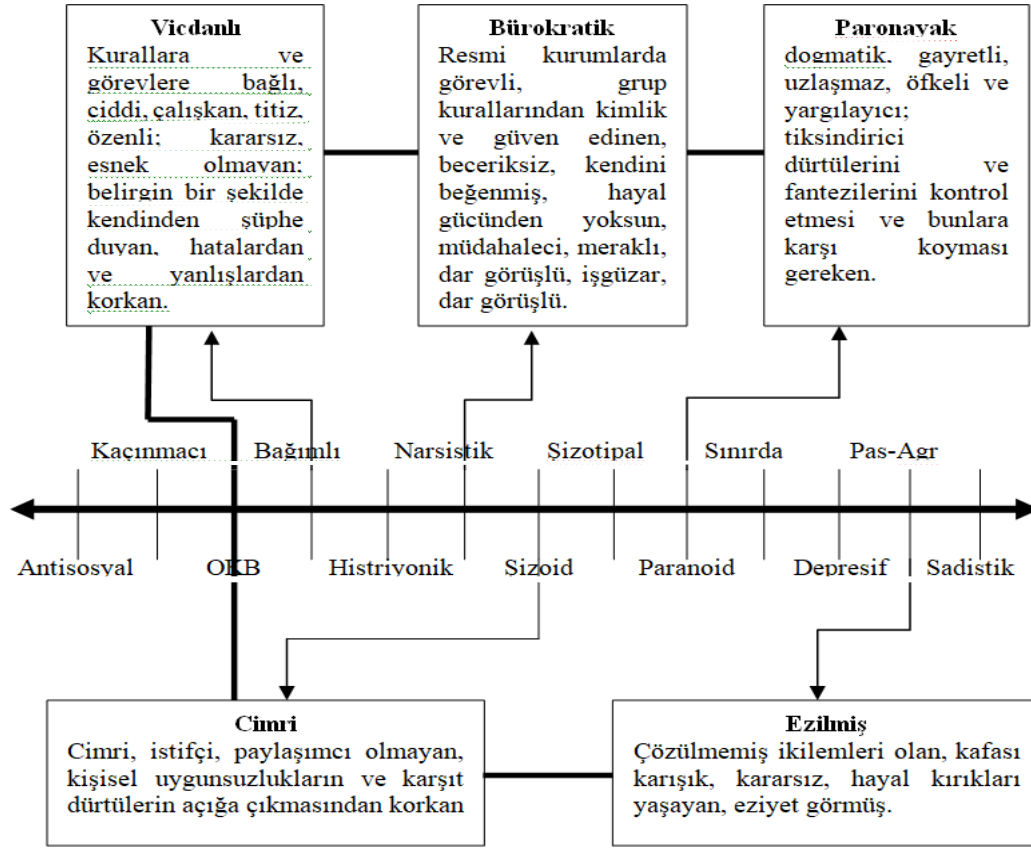 Vicdanlı
Kurallara ve
görevlere bağlı,
ciddi, çalışkan, titiz,
özenli; kararsız,
esnek olmayan;
belirgin bir şekilde
kendinden şüphe
duyan, hatalardan
ve yanlışlardan
korkan.
Bürokratik
Resmi kurumlarda
görevli, grup
kurallarından kimlik
ve güven edinen,
beceriksiz, kendini
beğenmiş, hayal
gücünden yoksun,
müdahaleci, meraklı,
dar görüşlü, işgüzar,
dar görüşlü.
Paronayak
dogmatik, gayretli,
uzlaşmaz, öfkeli ve
yargılayıcı;
tiksindirici
dürtülerini ve
fantezilerini kontrol
etmesi ve bunlara
karşı koyması
gereken.
Kaçınmacı Bağımlı Narsistik Şizotipal Sınırda Pas-Agr
Antisosyal OKB Histriyonik Şizoid Paranoid Depresif Sadistik
Cimri
Cimri, istifçi, paylaşımcı olmayan,
kişisel uygunsuzlukların ve karşıt
dürtülerin açığa çıkmasından korkan
Ezilmiş
Çözülmemiş ikilemleri olan, kafası
karışık, kararsız, hayal kırıkları
yaşayan, eziyet görmüş.